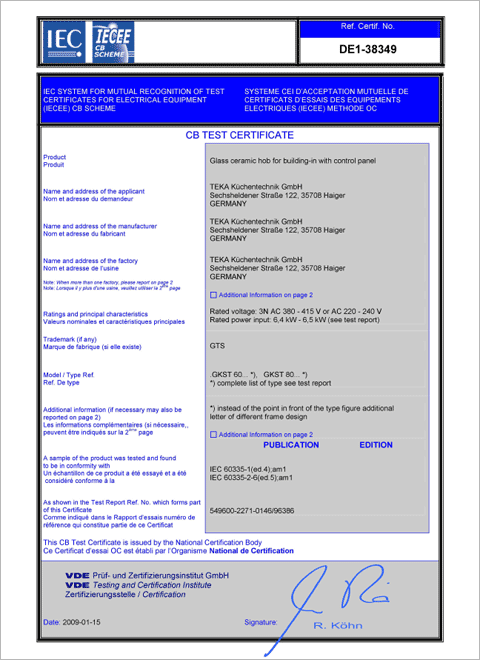 IEC
IECEE
CB
SCHEME
Ref. Certif. No.
DE1-38349
IEC SYSTEM FOR MUTUAL RECOGNITION OF TEST
CERTIFICATES FOR ELECTRICAL EQUIPMENT
(IECEE) CB SCHEME
SYSTEME CEI D'ACCEPTATION MUTUELLE DE
CERTIFICATS D'ESSAIS DES EQUIPEMENTS
ELECTRIQUES (IECEE) METHODE OC
CB TEST CERTIFICATE
Product
Produit
Glass ceramic hob for building-in with control panel
Name and address of the applicant
Nom et adresse du demandeur
TEKA Küchentechnik GmbH
Sechsheldener Straße 122, 35708 Haiger
GERMANY
Name and address of the manufacturer
Nom et adresse du fabricant
TEKA Küchentechnik GmbH
Sechsheldener Straße 122, 35708 Haiger
GERMANY
Name and address of the factory
Nom et adresse de l'usine
Note: When more than one factory, please report on page 2
Note: Lorsque il y plus d'une usine, veuillez utiliser la 2ème page
TEKA Küchentechnik GmbH
Sechsheldener Straße 122, 35708 Haiger
GERMANY
Additional Information on page 2
Ratings and principal characteristics
Valeurs nominales et caractéristiques principales
Rated voltage: 3N AC 380 - 415 V or AC 220 - 240 V
Rated power input: 6,4 kW - 6,5 kW (see test report)
Trademark (if any)
Marque de fabrique (si elle existe)
GTS
Model / Type Ref.
Ref. De type
.GKST 60... *), GKST 80... *)
*) complete list of type see test report
Additional information (if necessary may also be
reported on page 2)
Les informations complémentaires (si nécessaire,,
peuvent être indiqués sur la 2ème page
*) instead of the point in front of the type figure additional
letter of different frame design
Additional Information on page 2
PUBLICATION EDITION
A sample of the product was tested and found
to be in conformity with
Un échantillon de ce produit a été essayé et a été
considéré conforme à la
IEC 60335-1(ed.4);am1
IEC 60335-2-6(ed.5);am1
As shown in the Test Report Ref. No. which forms part
of this Certificate
Comme indiqué dans le Rapport d'essais numéro de
référence qui constitue partie de ce Certificat
549600-2271-0146/96386
This CB Test Certificate is issued by the National Certification Body
Ce Certificat d'essai OC est établi par l'Organisme National de Certification
VDE Prüf- und Zertifizierungsinstitut GmbH
VDE Testing and Certification Institute
Zertifizierungsstelle / Certification
Date: 2009-01-15
Signature:
R. Köhn